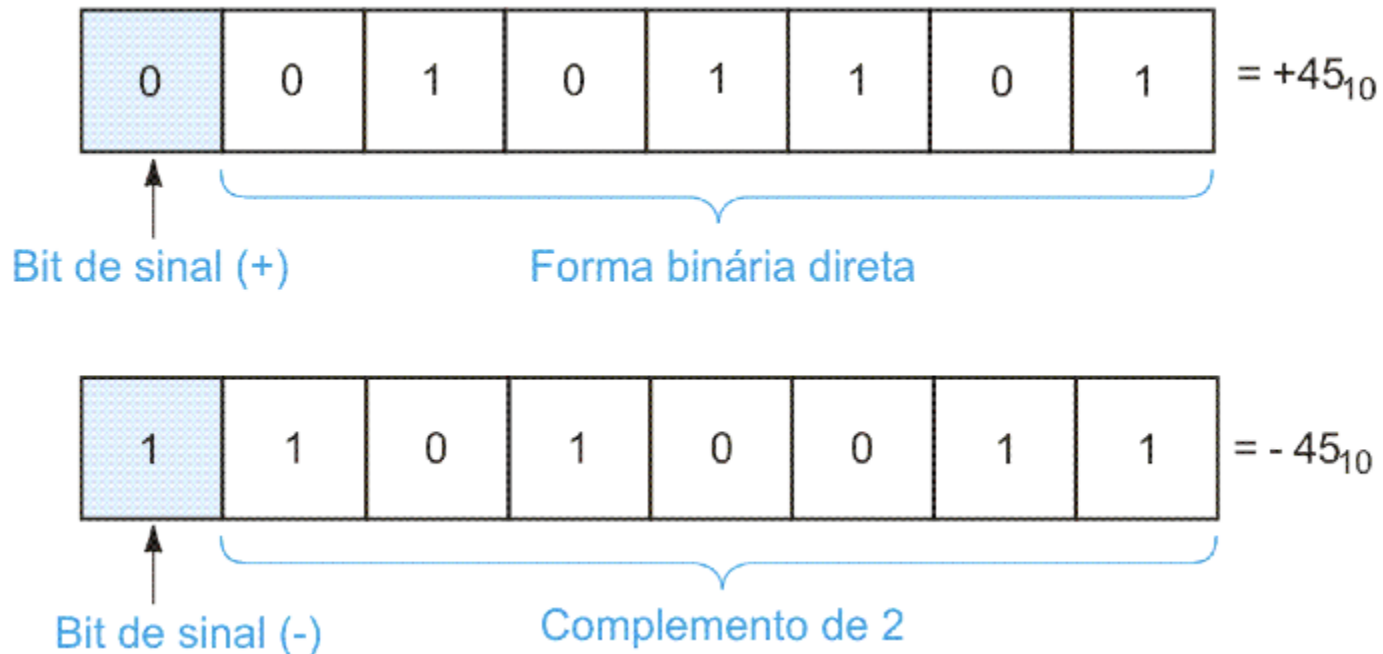 0 0 1 0 1 1 0 1 = +45₁₀
Bit de sinal (+) Forma binária direta
1 1 0 1 0 0 1 1 = - 45₁₀
Bit de sinal (-) Complemento de 2